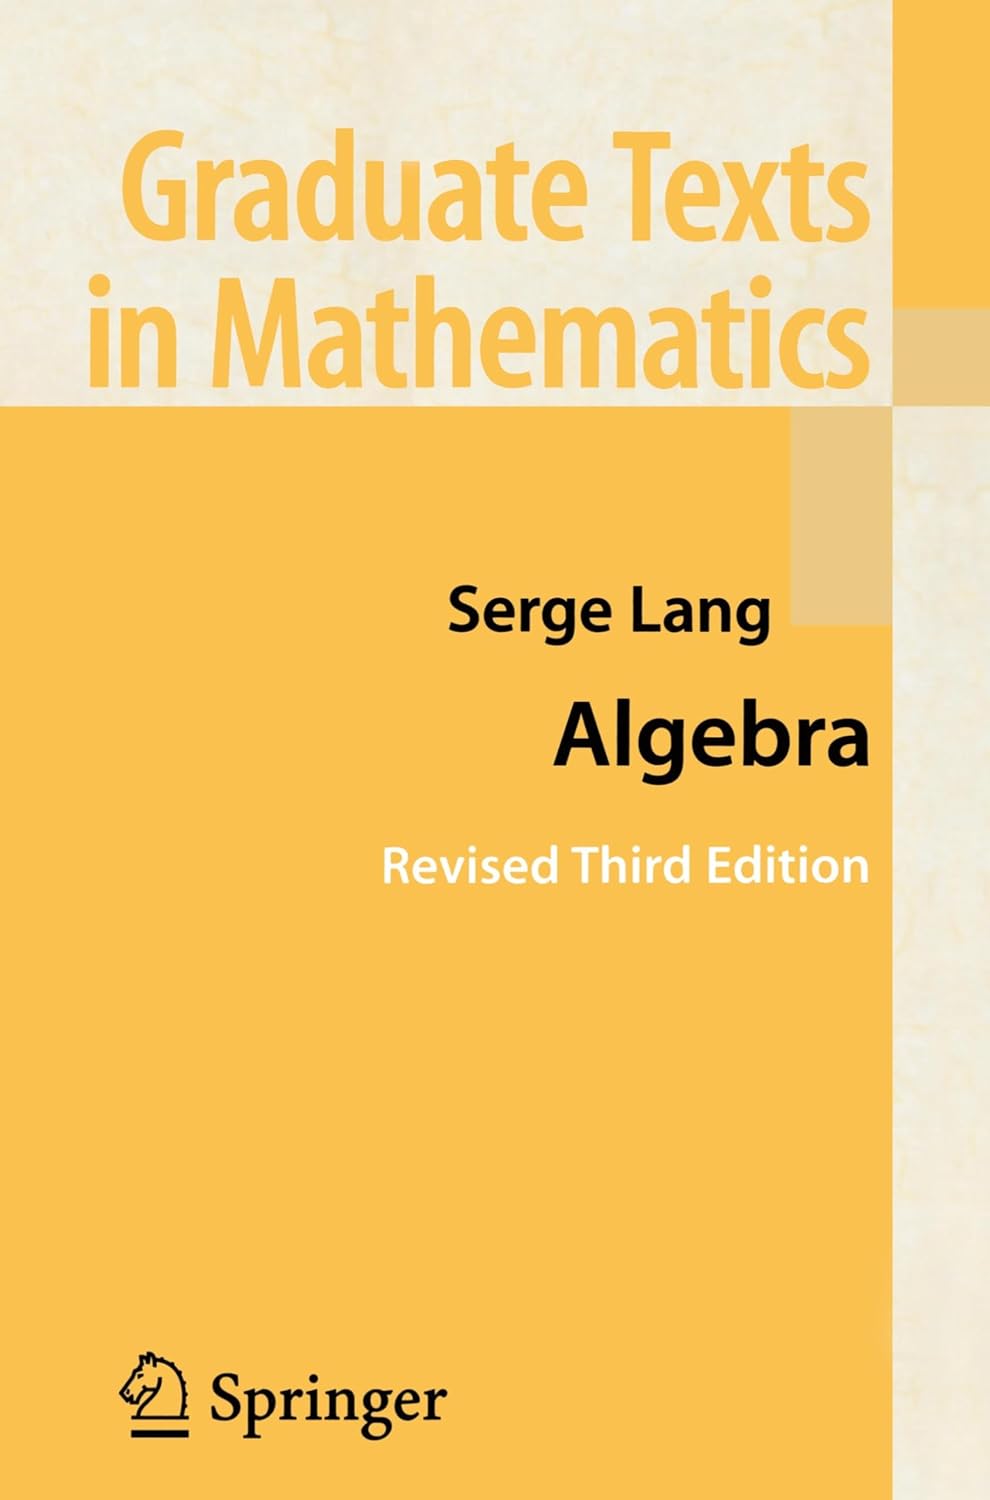 Graduate Texts
in Mathematics
Serge Lang
Algebra
Revised Third Edition
Springer